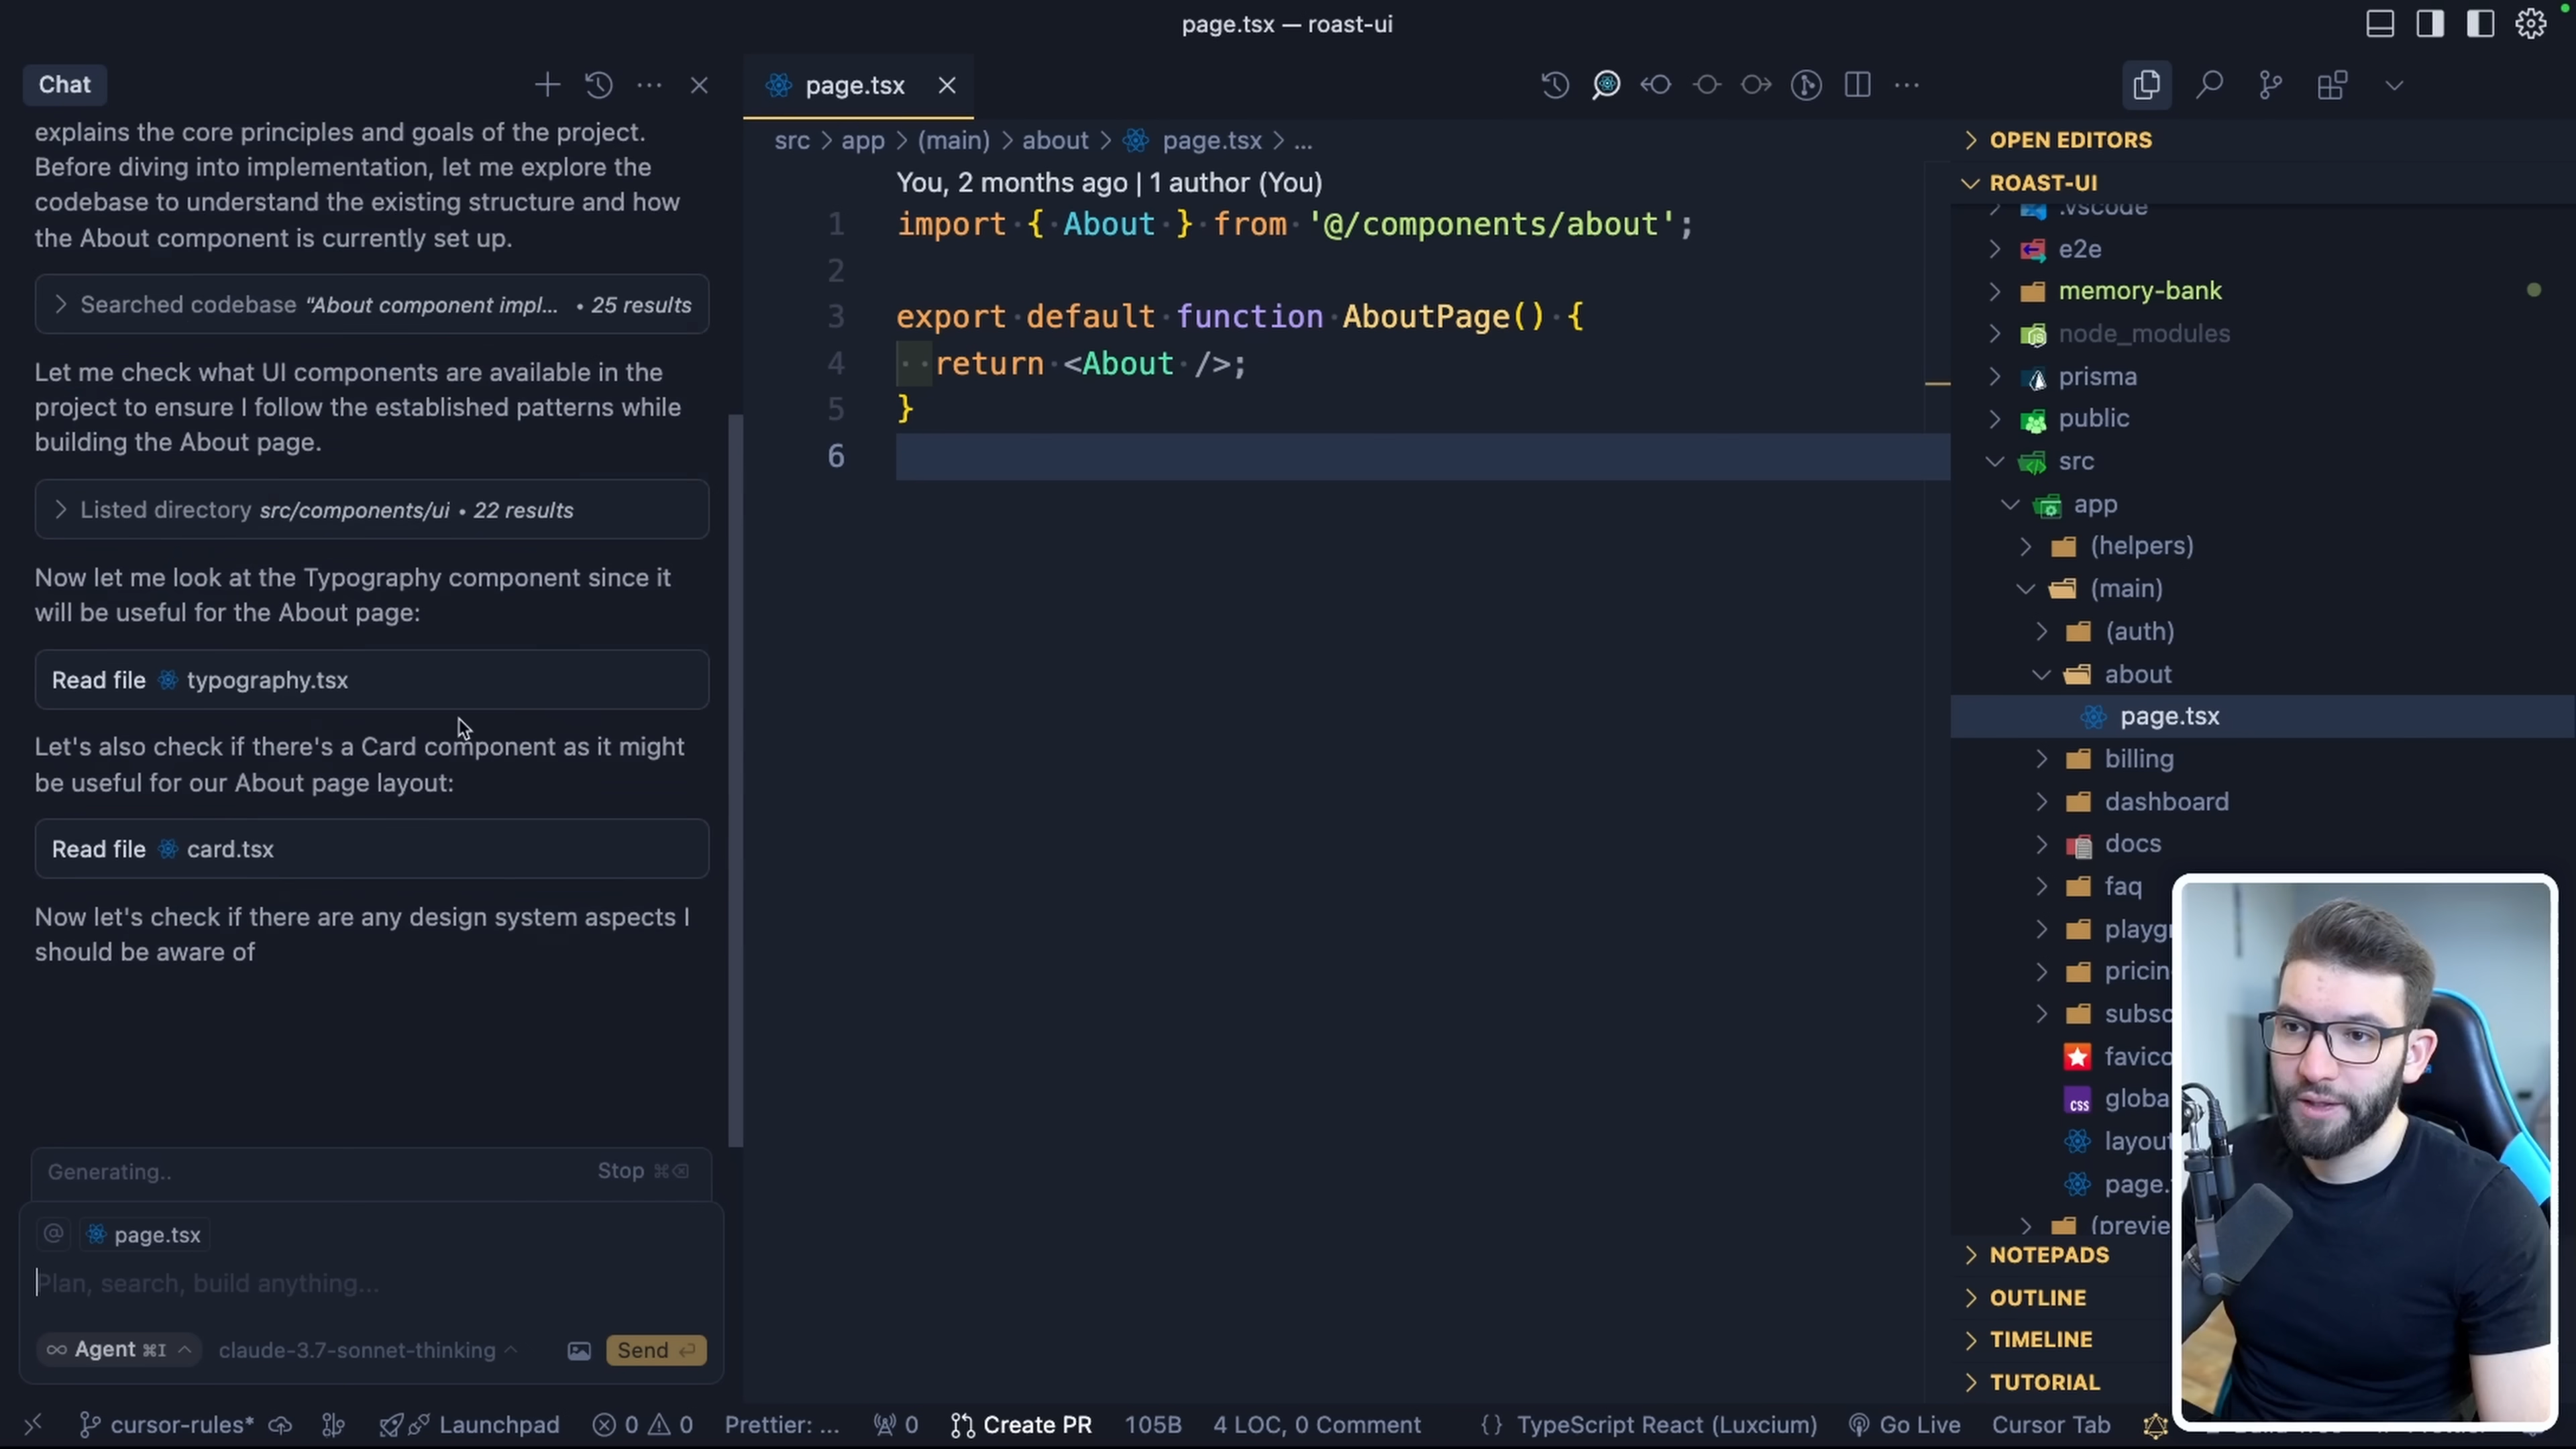 page.tsx — roast-ui
Chat
explains the core principles and goals of the project.
Before diving into implementation, let me explore the
codebase to understand the existing structure and how
the About component is currently set up.
Searched codebase "About component impl... • 25 results
Let me check what UI components are available in the
project to ensure I follow the established patterns while
building the About page.
Listed directory src/components/ui • 22 results
Now let me look at the Typography component since it
will be useful for the About page:
Read file typography.tsx
Let's also check if there's a Card component as it might
be useful for our About page layout:
Read file card.tsx
Now let's check if there are any design system aspects I
should be aware of
Generating..
Stop ⌘⌫
@ page.tsx
Plan, search, build anything...
∞ Agent ⌘I
claude-3.7-sonnet-thinking
Send
page.tsx
src > app > (main) > about > page.tsx > ...
You, 2 months ago | 1 author (You)
1 import { About } from '@/components/about';
2
3 export default function AboutPage() {
4 return <About />;
5 }
6
OPEN EDITORS
ROAST-UI
.vscode
e2e
memory-bank
node_modules
prisma
public
src
app
(helpers)
(main)
(auth)
about
page.tsx
billing
dashboard
docs
faq
playg
pricin
subsc
favico
css globa
layout
page.
(previe
NOTEPADS
OUTLINE
TIMELINE
TUTORIAL
cursor-rules*
Launchpad
0 0
Prettier: ...
0
Create PR
105B
4 LOC, 0 Comment
{} TypeScript React (Luxcium)
Go Live
Cursor Tab